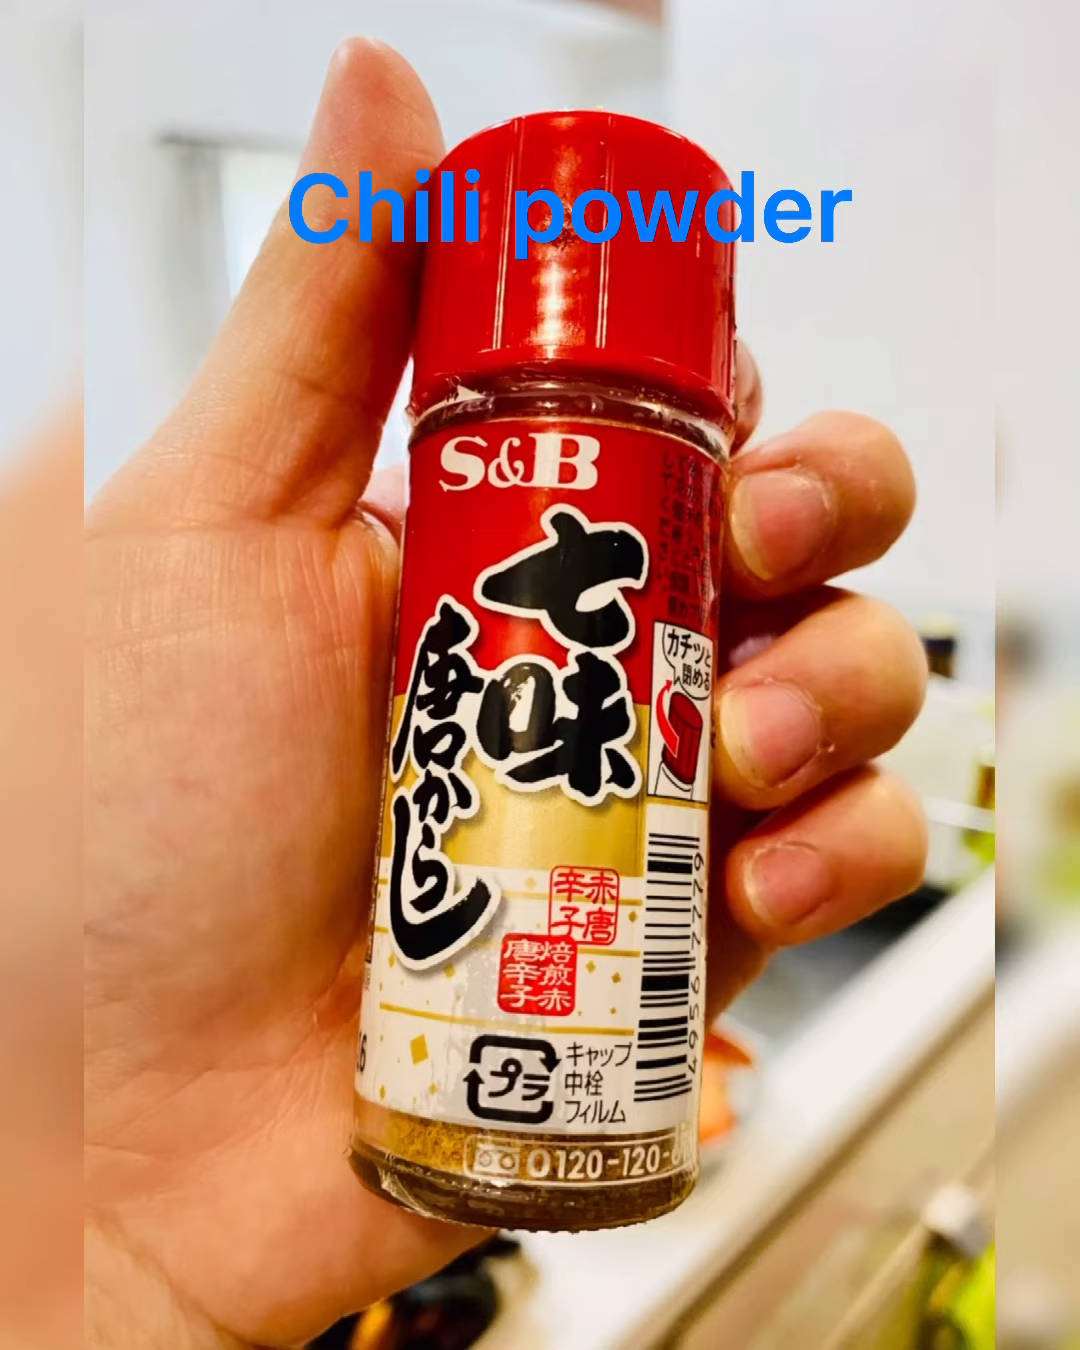 Chili powder
S&B
七味
唐からし
カチッと
閉める
赤唐
辛子
焙煎赤
唐辛子
プラ
キャップ
中栓
フィルム
0120-120-